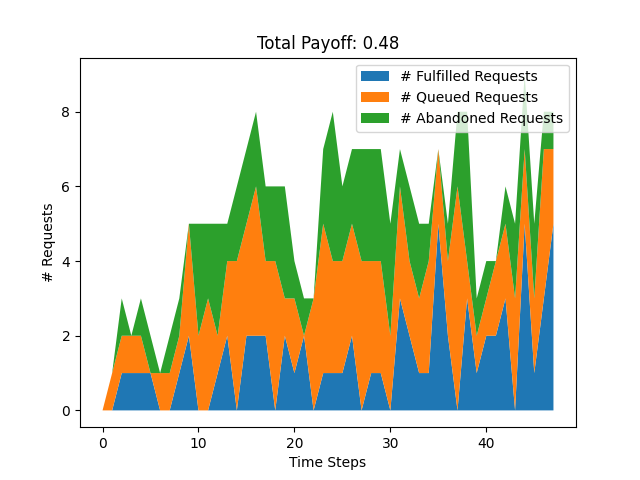 Total Payoff: 0.48
# Fulfilled Requests
# Queued Requests
# Abandoned Requests
# Requests
8
6
4
2
0
0 10 20 30 40
Time Steps